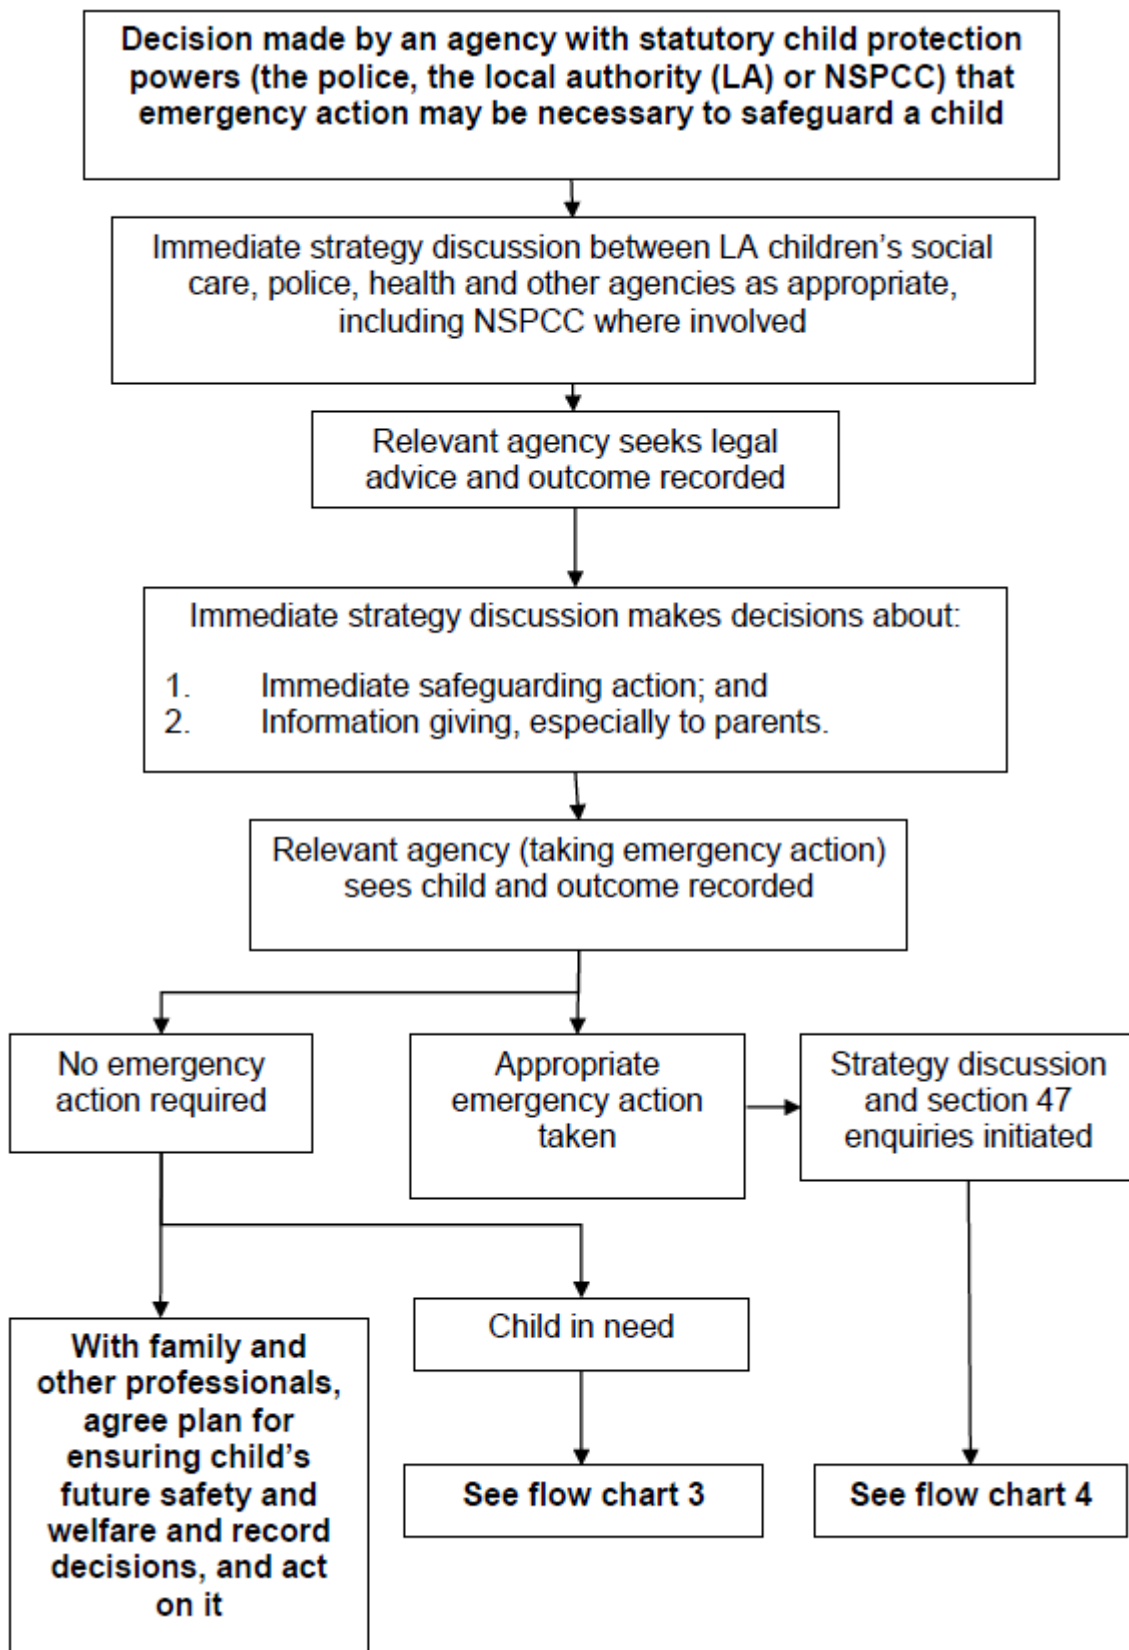 Decision made by an agency with statutory child protection
powers (the police, the local authority (LA) or NSPCC) that
emergency action may be necessary to safeguard a child
Immediate strategy discussion between LA children's social
care, police, health and other agencies as appropriate,
including NSPCC where involved
Relevant agency seeks legal
advice and outcome recorded
Immediate strategy discussion makes decisions about:
1. Immediate safeguarding action; and
2. Information giving, especially to parents.
Relevant agency (taking emergency action)
sees child and outcome recorded
No emergency
action required
Appropriate
emergency action
taken
Strategy discussion
and section 47
enquiries initiated
With family and
other professionals,
agree plan for
ensuring child's
future safety and
welfare and record
decisions, and act
on it
Child in need
See flow chart 3
See flow chart 4